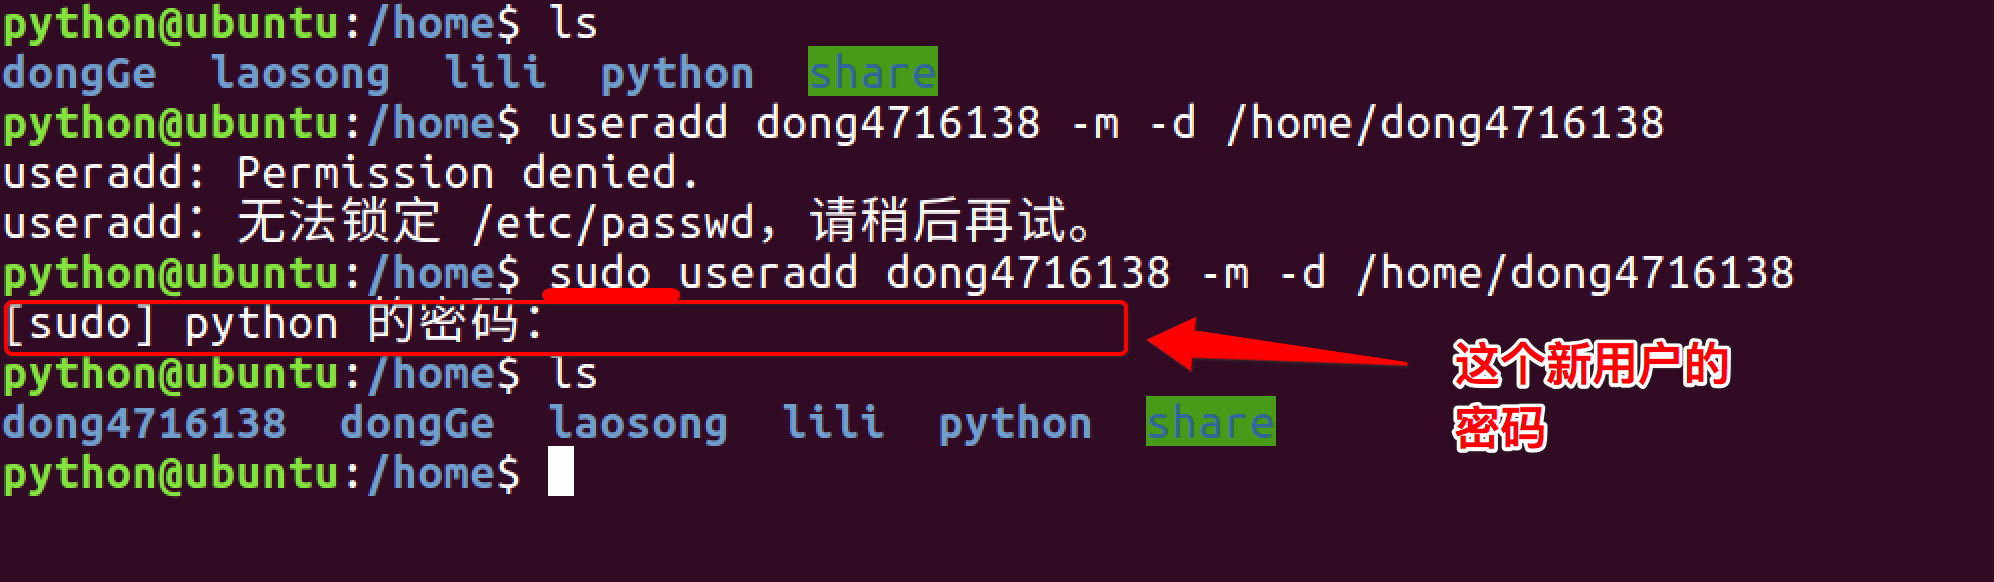 python@ubuntu:/home$ ls
dongGe laosong lili python share
python@ubuntu:/home$ useradd dong4716138 -m -d /home/dong4716138
useradd: Permission denied.
useradd：无法锁定 /etc/passwd，请稍后再试。
python@ubuntu:/home$ sudo useradd dong4716138 -m -d /home/dong4716138
[sudo] python 的密码：
python@ubuntu:/home$ ls
dong4716138 dongGe laosong lili python share
python@ubuntu:/home$
这个新用户的
密码